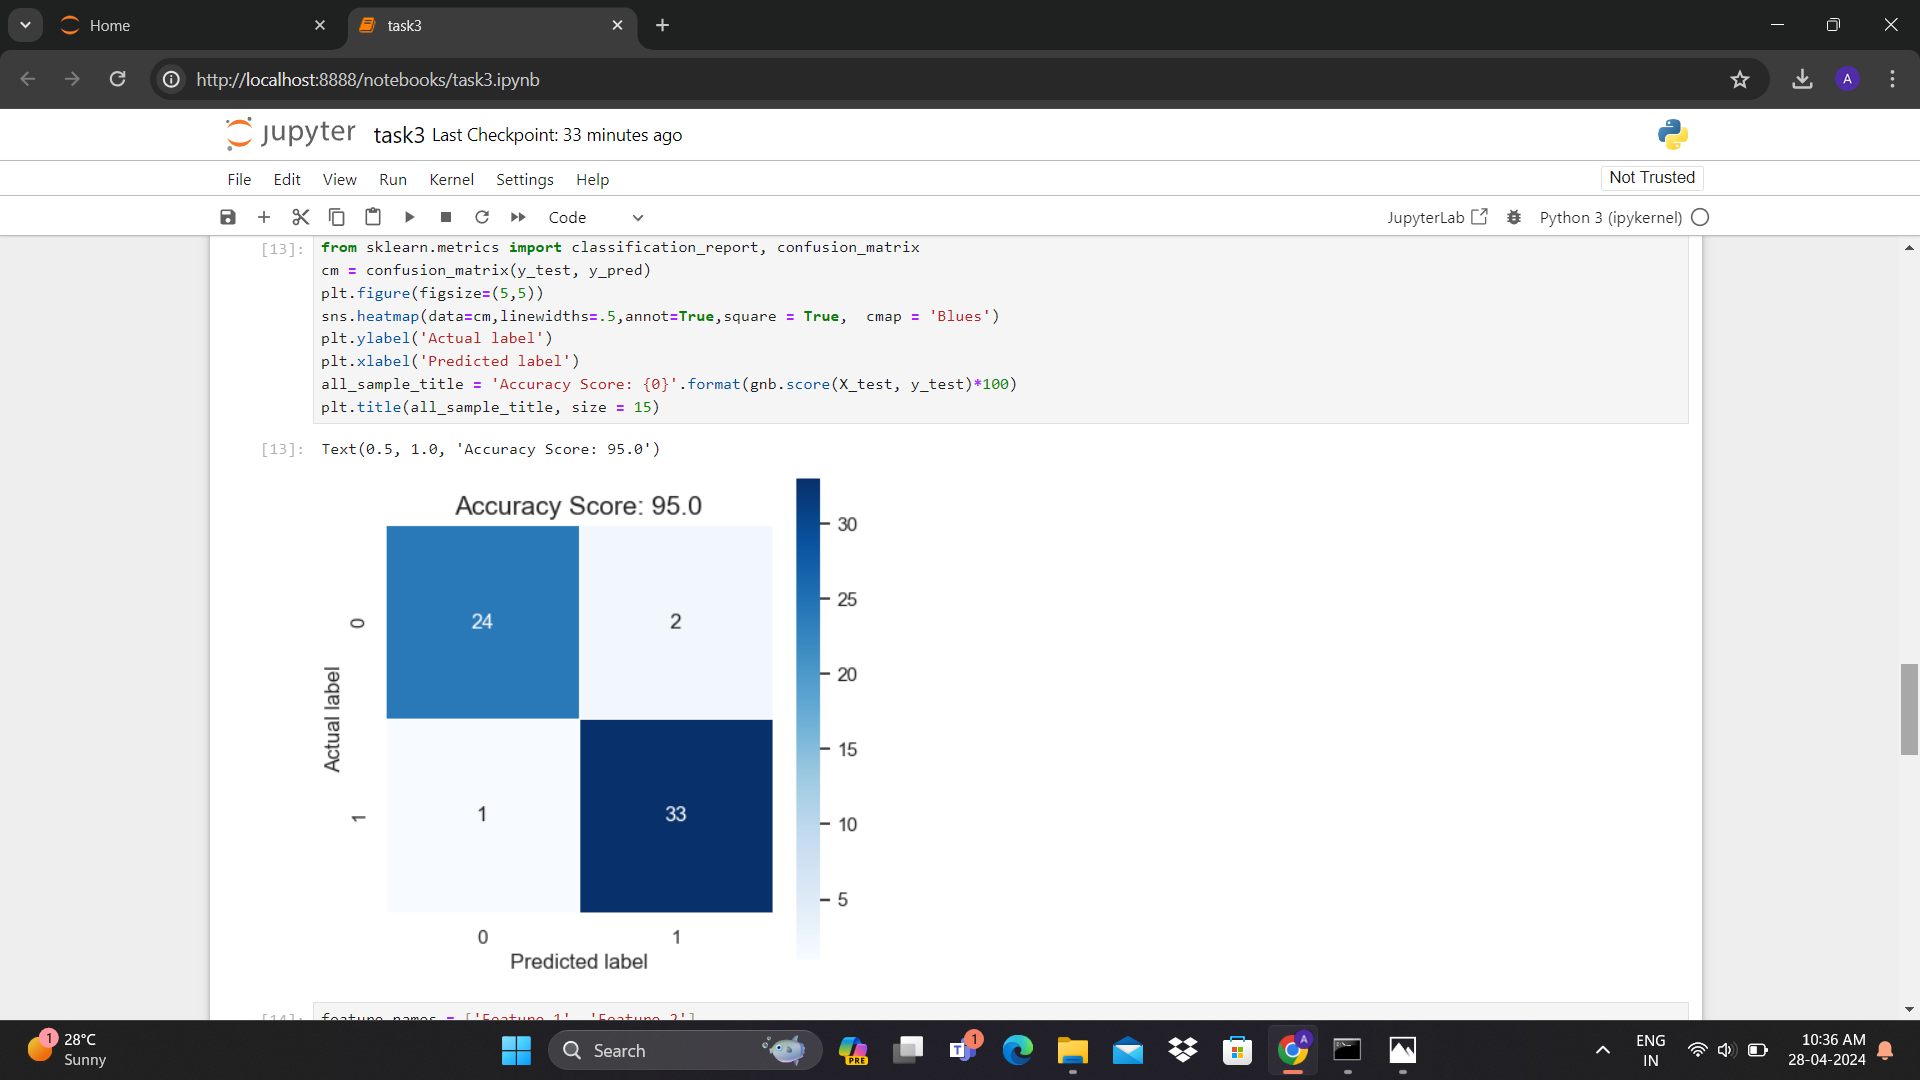 Home
task3
http://localhost:8888/notebooks/task3.ipynb
A
jupyter task3 Last Checkpoint: 33 minutes ago
File Edit View Run Kernel Settings Help
Not Trusted
Code
JupyterLab
Python 3 (ipykernel)
[13]: from sklearn.metrics import classification_report, confusion_matrix
cm = confusion_matrix(y_test, y_pred)
plt.figure(figsize=(5,5))
sns.heatmap(data=cm,linewidths=.5,annot=True,square = True,  cmap = 'Blues')
plt.ylabel('Actual label')
plt.xlabel('Predicted label')
all_sample_title = 'Accuracy Score: {0}'.format(gnb.score(X_test, y_test)*100)
plt.title(all_sample_title, size = 15)
[13]: Text(0.5, 1.0, 'Accuracy Score: 95.0')
Accuracy Score: 95.0
30
25
20
15
10
5
0
24 2
Actual label
1
1 33
0 1
Predicted label
[14]: feature_names = ['Feature 1', 'Feature 2']
1
28°C
Sunny
Search
PRE
1
A
ENG
IN
10:36 AM
28-04-2024